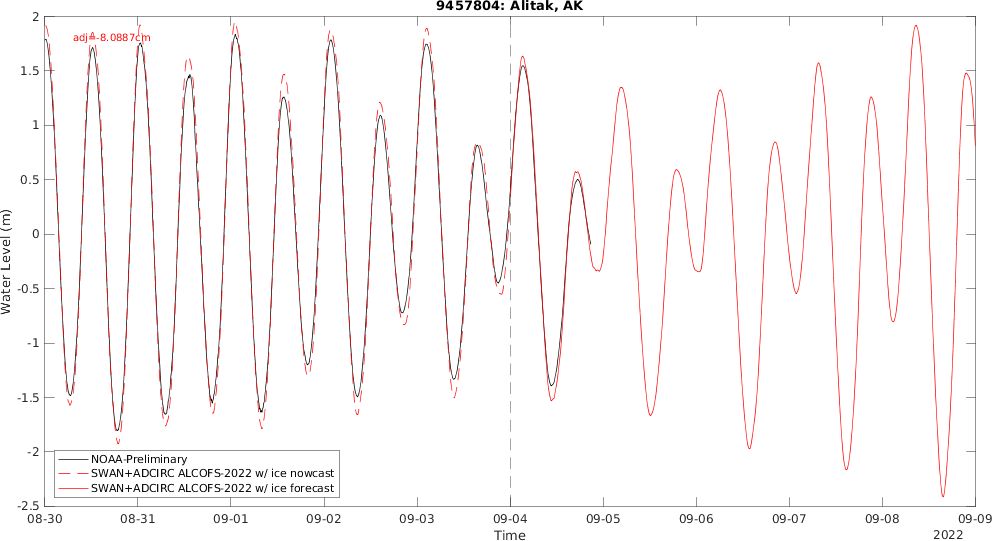 9457804: Alitak, AK
adj≙-8.0887cm
2
1.5
1
0.5
0
-0.5
-1
-1.5
-2
-2.5
Water Level (m)
NOAA-Preliminary
SWAN+ADCIRC ALCOFS-2022 w/ ice nowcast
SWAN+ADCIRC ALCOFS-2022 w/ ice forecast
08-30 08-31 09-01 09-02 09-03 09-04 09-05 09-06 09-07 09-08 09-09
Time
2022